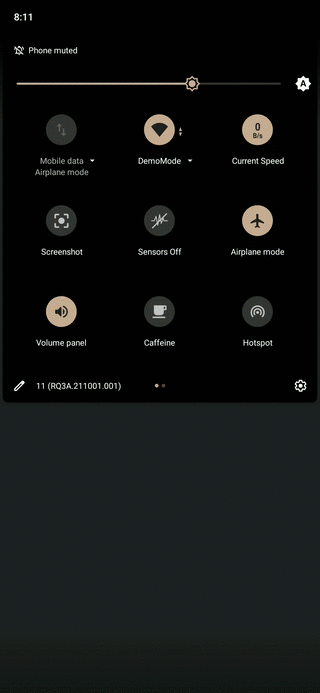 8:11
Phone muted
A
0
B/s
Mobile data
Airplane mode
DemoMode
Current Speed
Screenshot
Sensors Off
Airplane mode
Volume panel
Caffeine
Hotspot
11 (RQ3A.211001.001)